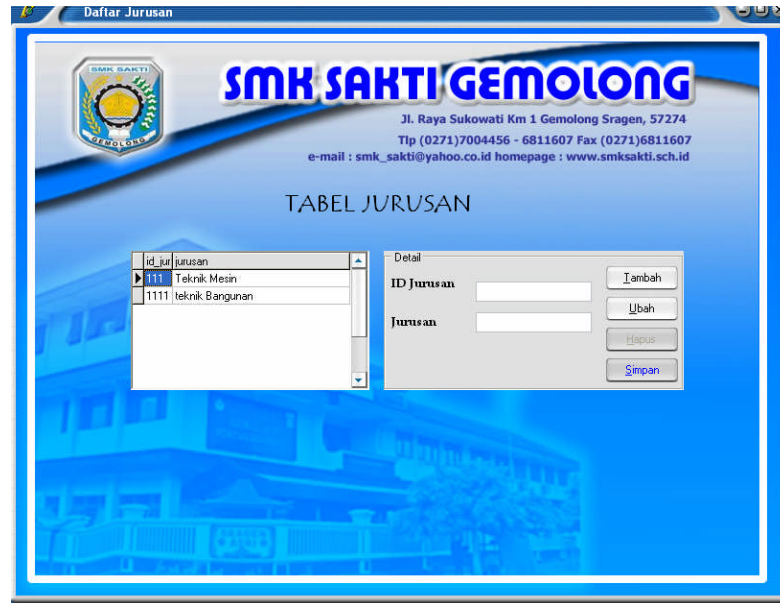 Daftar Jurusan
SMK SAKTI
GEMOLONG
SMK SAKTI GEMOLONG
Jl. Raya Sukowati Km 1 Gemolong Sragen, 57274
Tlp (0271)7004456 - 6811607 Fax (0271)6811607
e-mail : smk_sakti@yahoo.co.id homepage : www.smksakti.sch.id
TABEL JURUSAN
id_jur jurusan
111 Teknik Mesin
1111 teknik Bangunan
Detail
ID Jurusan
Jurusan
Tambah
Ubah
Hapus
Simpan